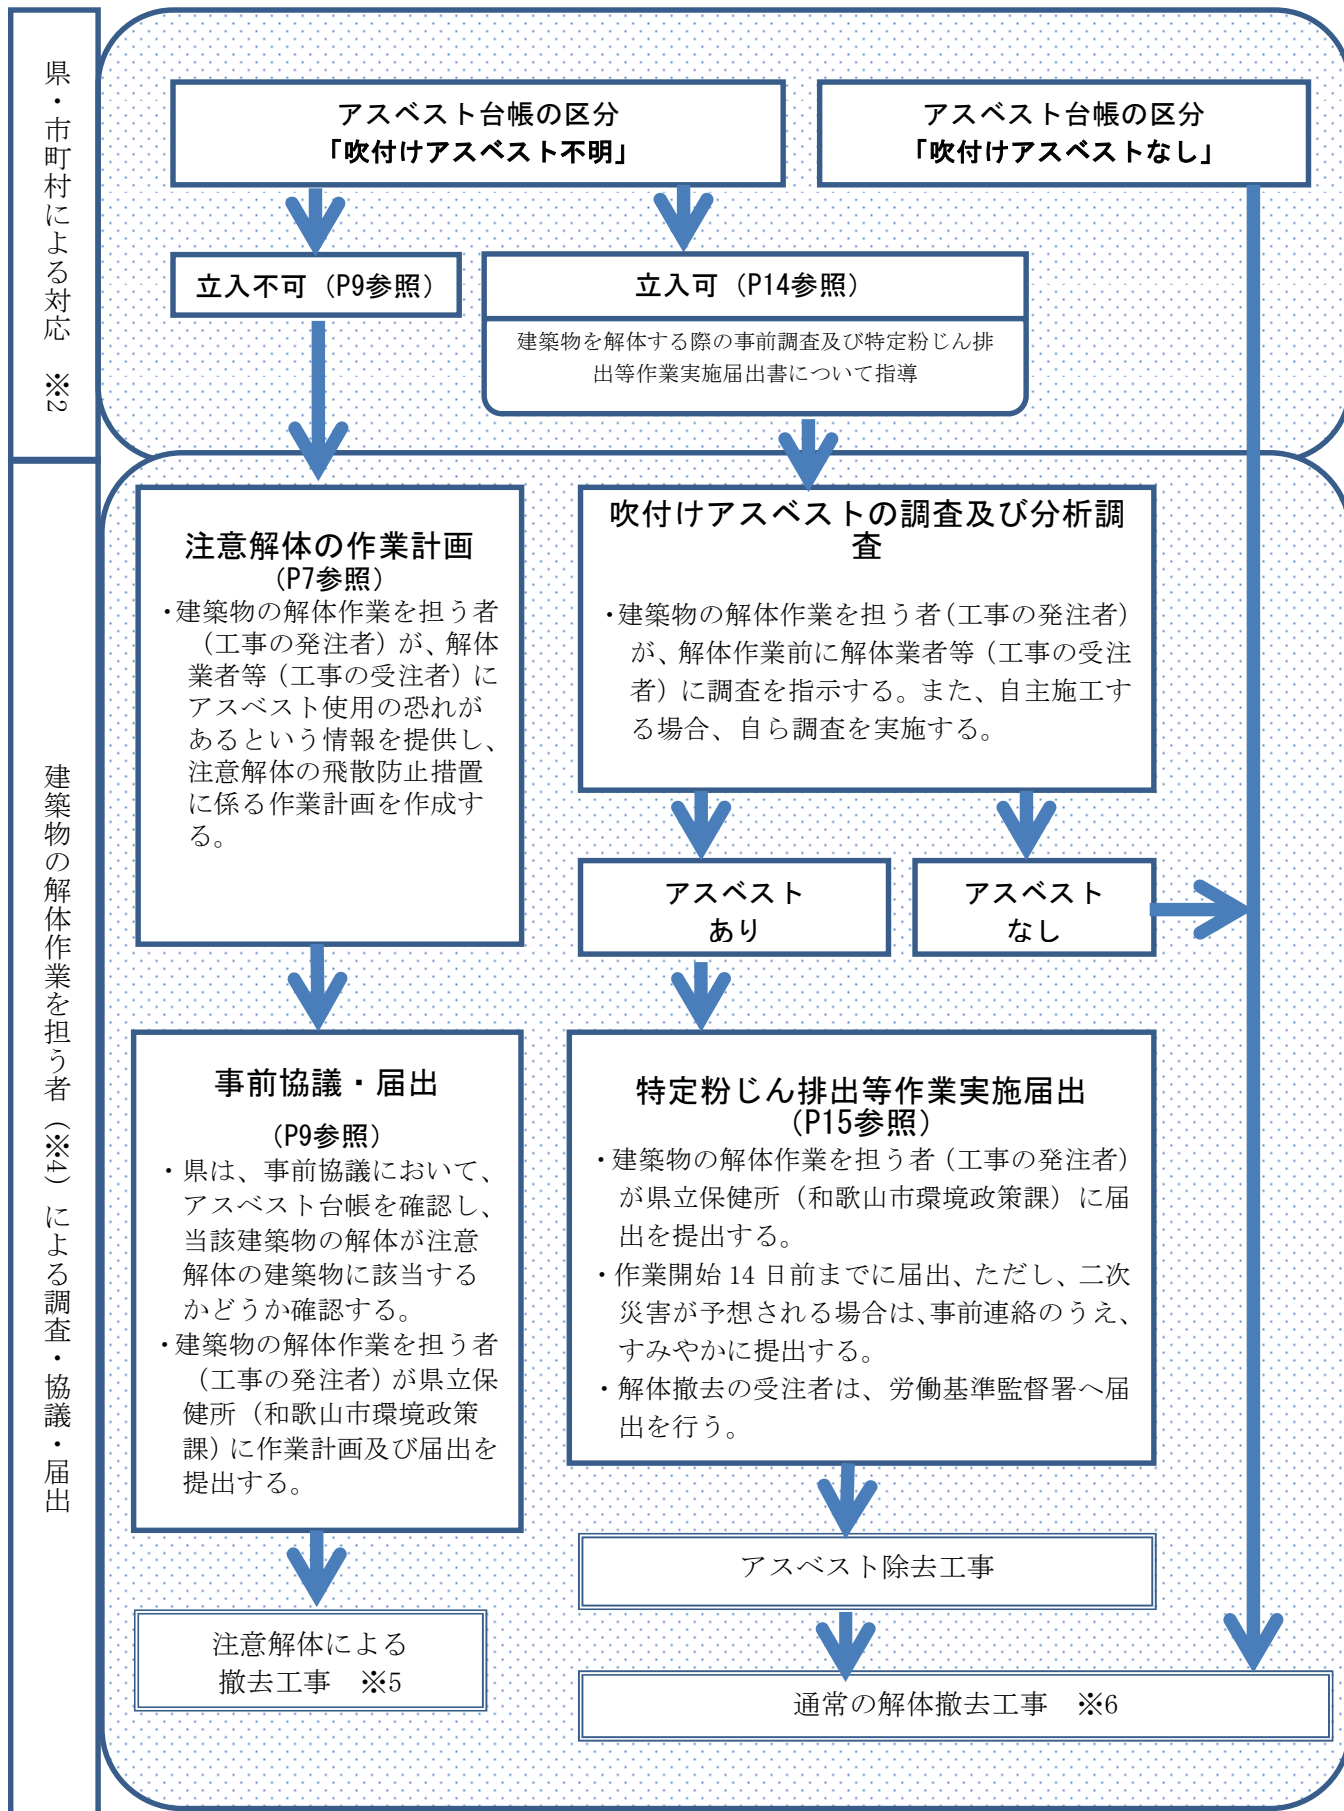 県・市町村による対応　※2
アスベスト台帳の区分
「吹付けアスベスト不明」
アスベスト台帳の区分
「吹付けアスベストなし」
立入不可（P9参照）
立入可（P14参照）
建築物を解体する際の事前調査及び特定粉じん排
出等作業実施届出書について指導
建築物の解体作業を担う者（※4）による調査・協議・届出
注意解体の作業計画
（P7参照）
・建築物の解体作業を担う者
（工事の発注者）が、解体
業者等（工事の受注者）に
アスベスト使用の恐れが
あるという情報を提供し、
注意解体の飛散防止措置
に係る作業計画を作成す
る。
吹付けアスベストの調査及び分析調
査
・建築物の解体作業を担う者（工事の発注者）
が、解体作業前に解体業者等（工事の受注
者）に調査を指示する。また、自主施工す
る場合、自ら調査を実施する。
アスベスト
あり
アスベスト
なし
事前協議・届出
（P9参照）
・県は、事前協議において、
アスベスト台帳を確認し、
当該建築物の解体が注意
解体の建築物に該当する
かどうか確認する。
・建築物の解体作業を担う者
（工事の発注者）が県立保
健所（和歌山市環境政策
課）に作業計画及び届出を
提出する。
特定粉じん排出等作業実施届出
（P15参照）
・建築物の解体作業を担う者（工事の発注者）
が県立保健所（和歌山市環境政策課）に届
出を提出する。
・作業開始 14 日前までに届出、ただし、二次
災害が予想される場合は、事前連絡のうえ、
すみやかに提出する。
・解体撤去の受注者は、労働基準監督署へ届
出を行う。
アスベスト除去工事
注意解体による
撤去工事　※5
通常の解体撤去工事　※6